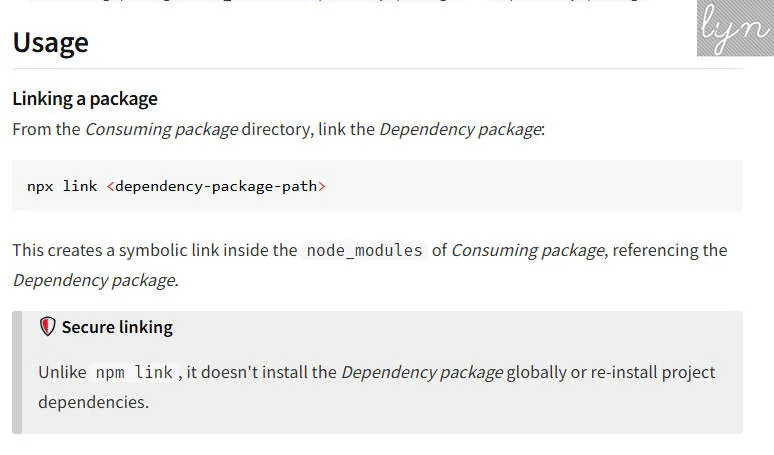 lyn
Usage
Linking a package
From the Consuming package directory, link the Dependency package:
npx link <dependency-package-path>
This creates a symbolic link inside the node_modules of Consuming package, referencing the
Dependency package.
Secure linking
Unlike npm link, it doesn't install the Dependency package globally or re-install project
dependencies.